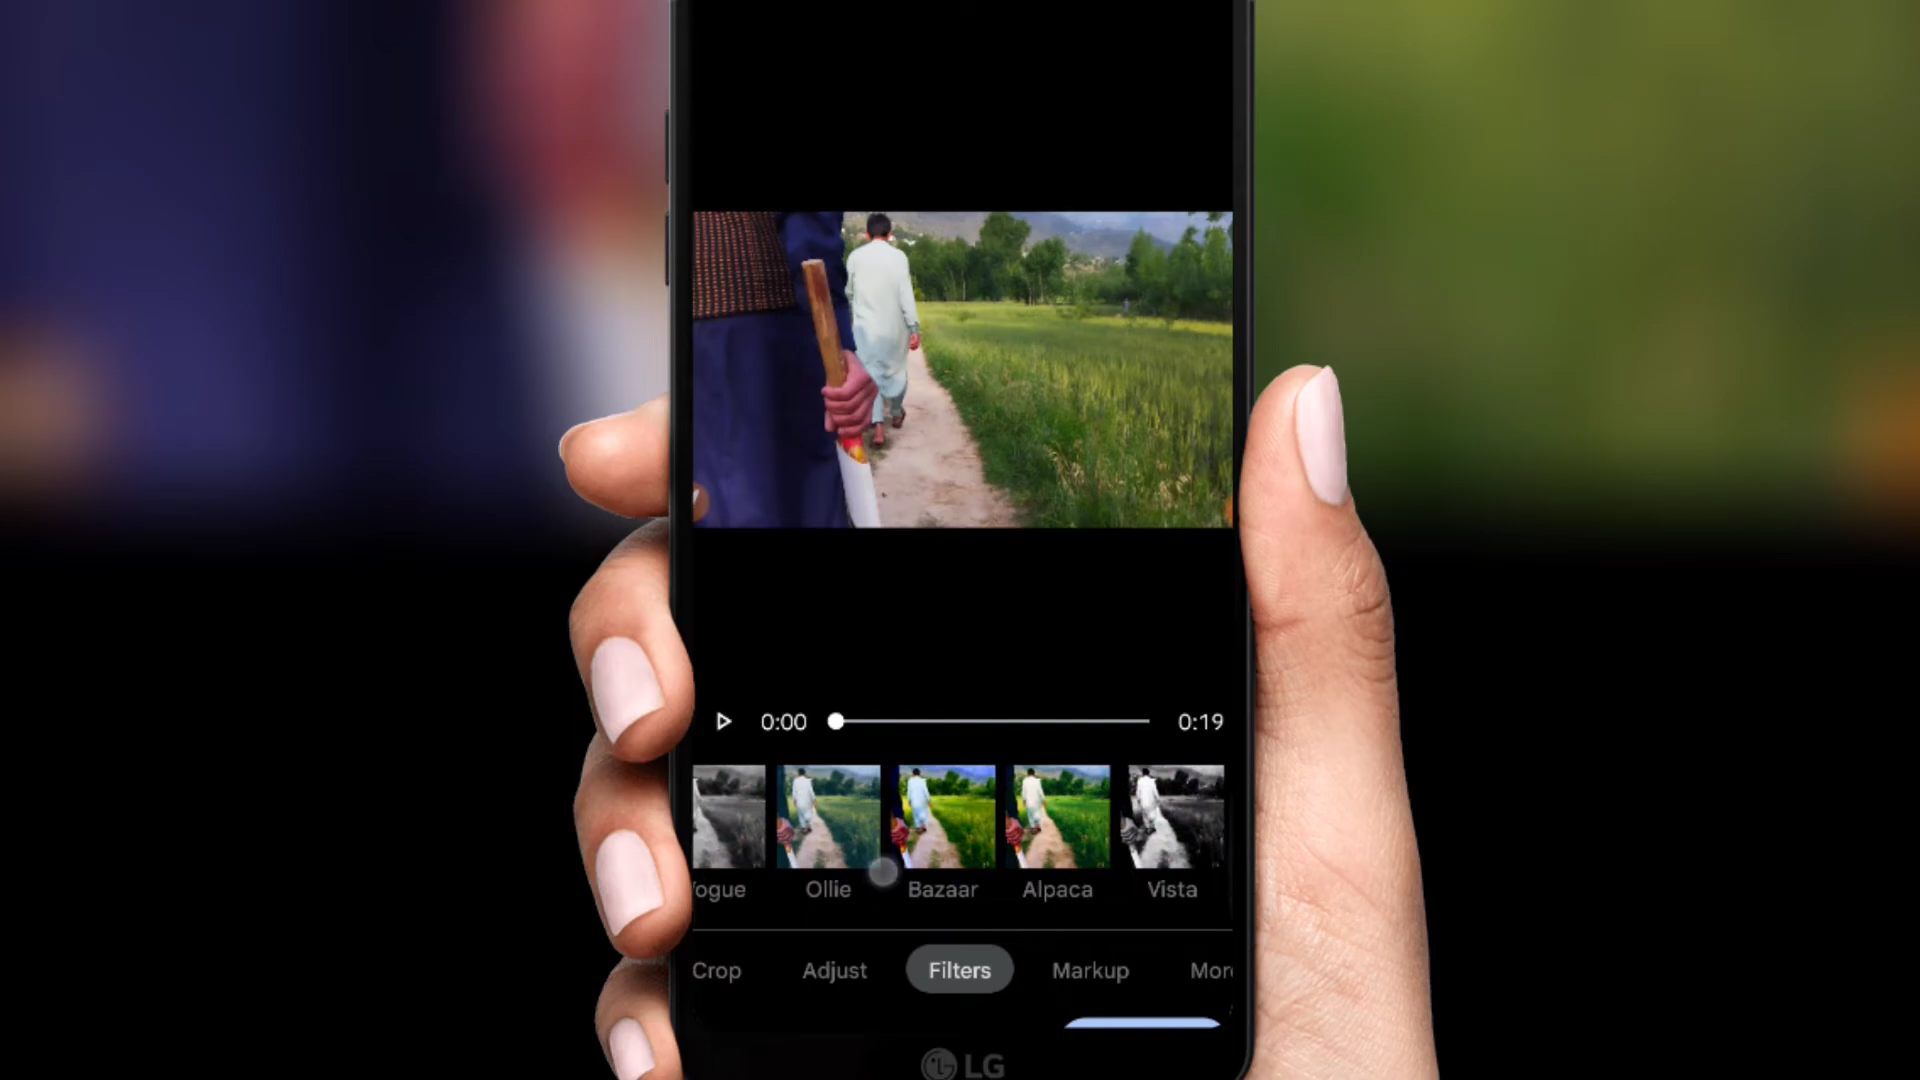 0:00 0:19
ogue Ollie Bazaar Alpaca Vista
Crop Adjust Filters Markup Mor
LG